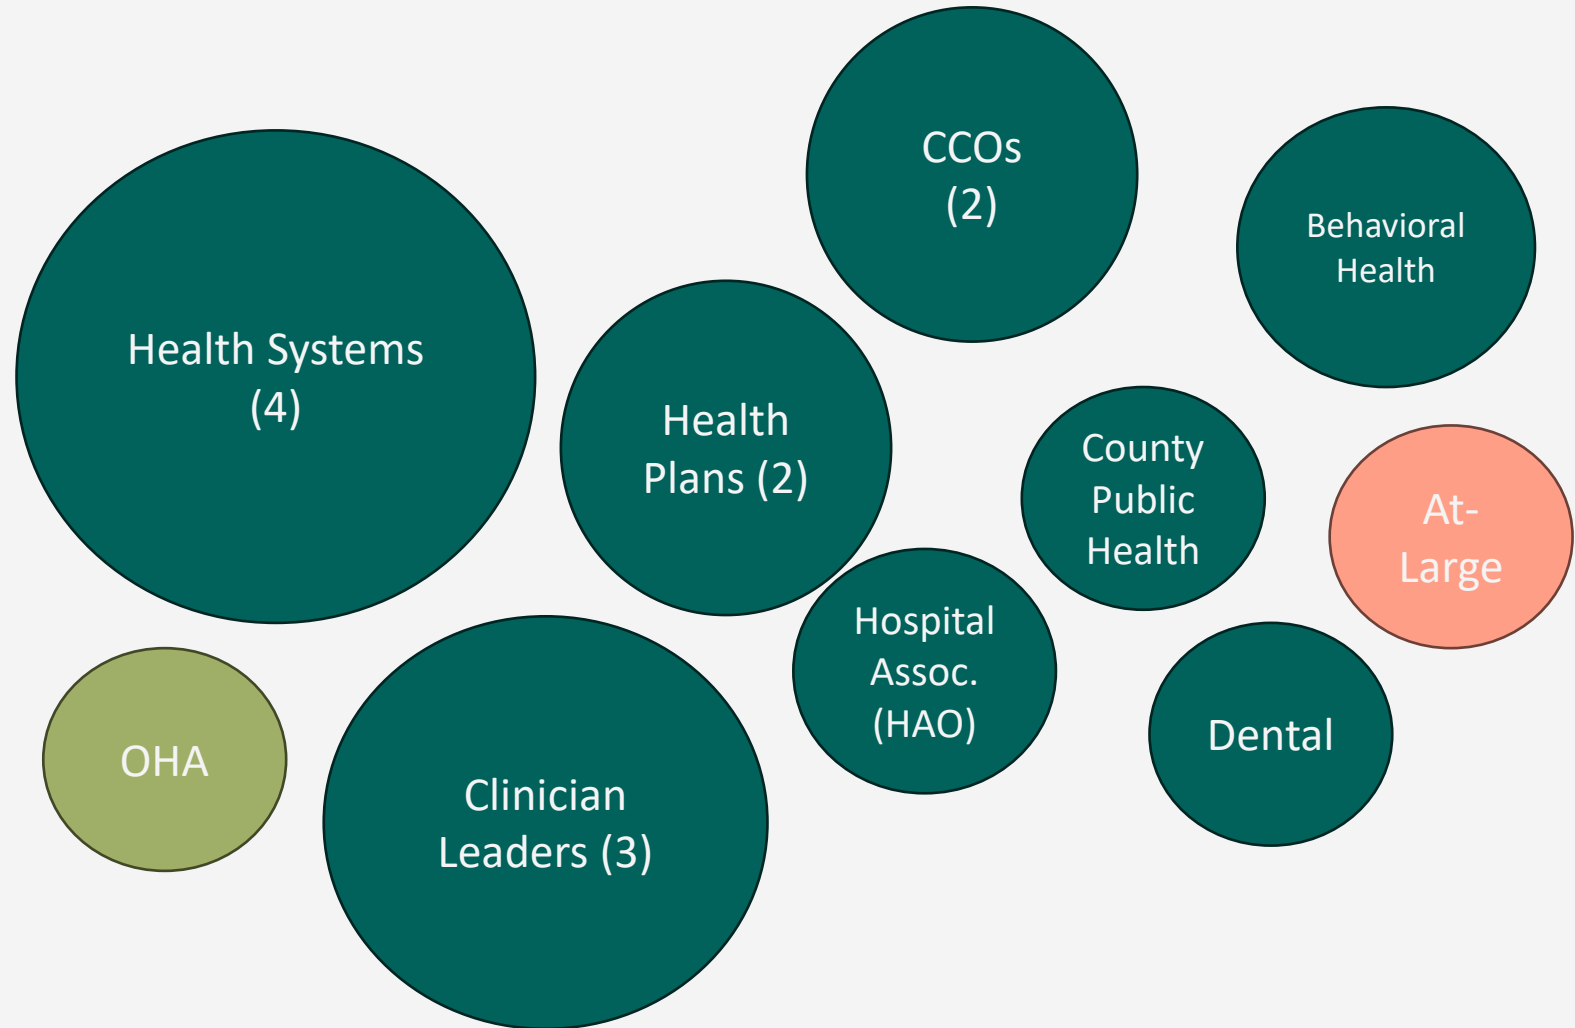 CCOs
(2)
Behavioral
Health
Health Systems
(4)
Health
Plans (2)
County
Public
Health
At-
Large
Hospital
Assoc.
(HAO)
Dental
OHA
Clinician
Leaders (3)